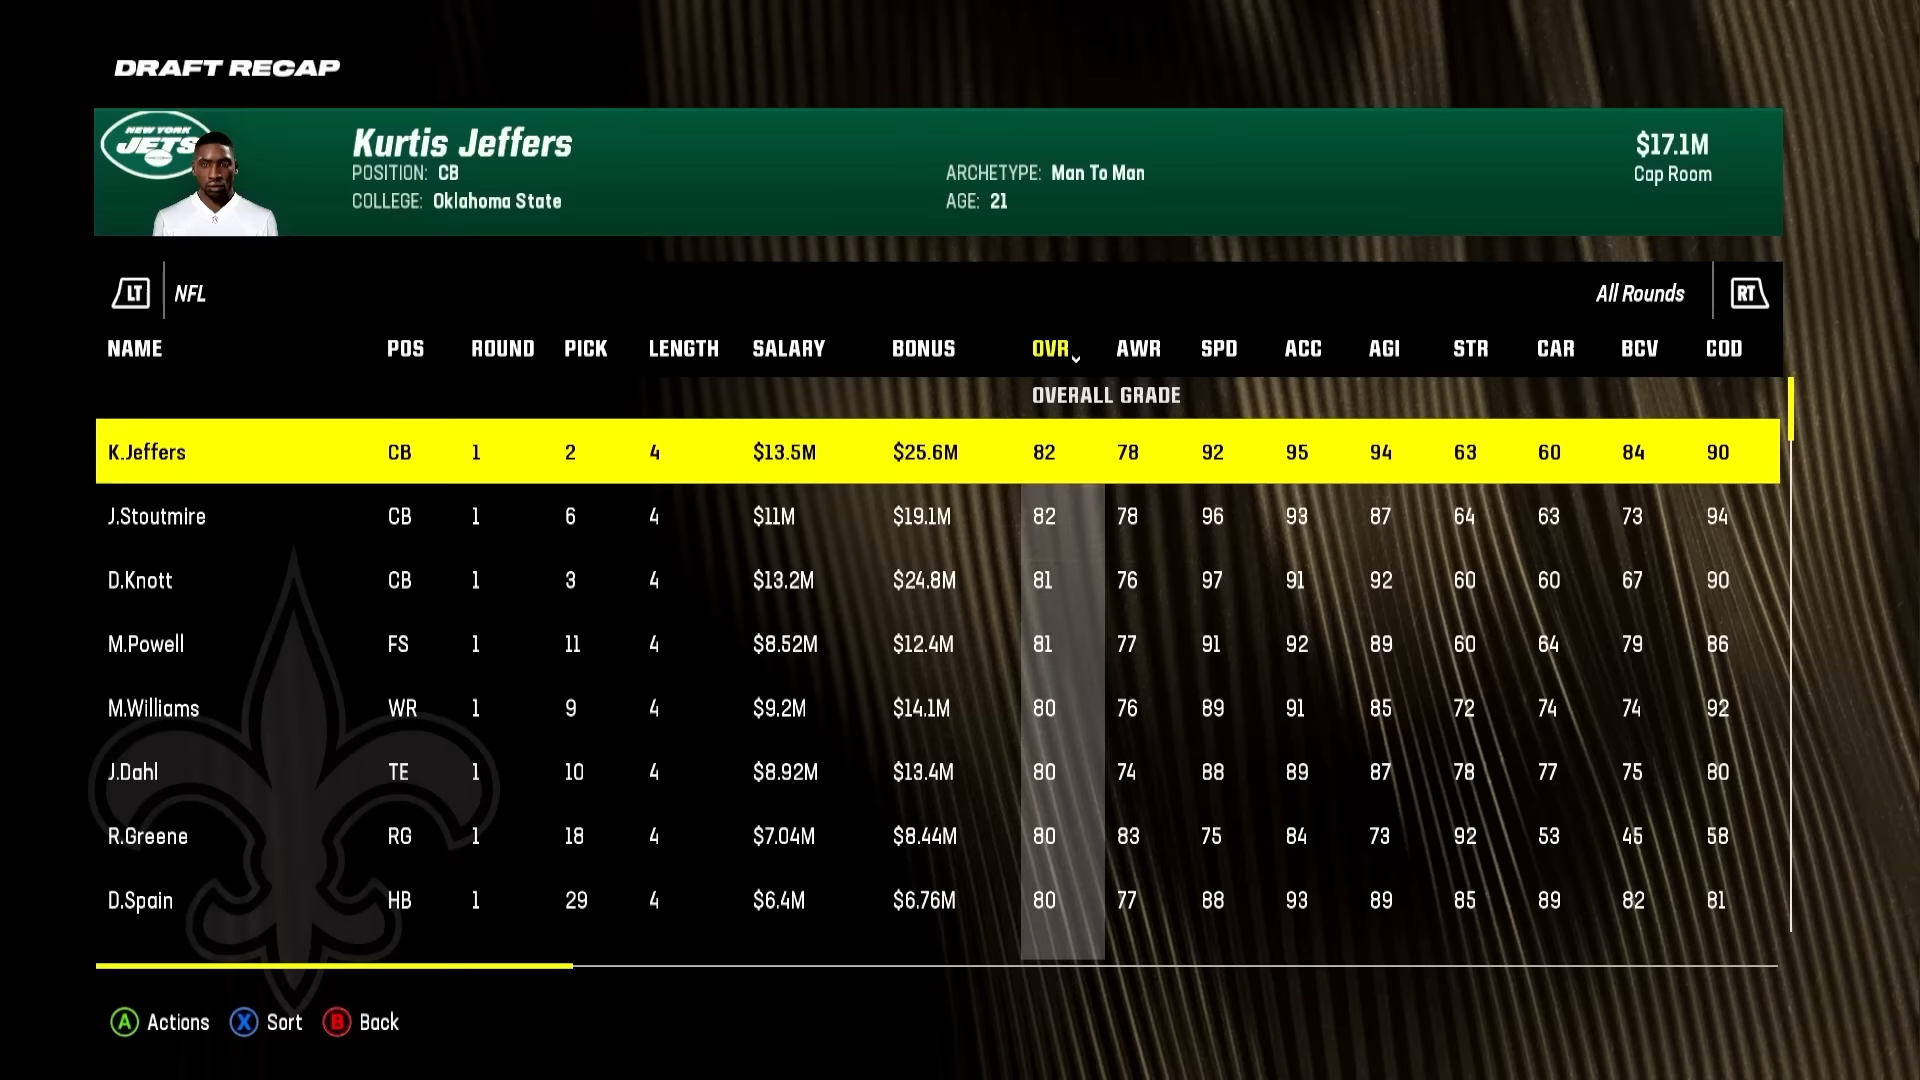 DRAFT RECAP
NEW YORK
JETS
Kurtis Jeffers
POSITION: CB
COLLEGE: Oklahoma State
ARCHETYPE: Man To Man
AGE: 21
$17.1M
Cap Room
LT NFL All Rounds RT
NAME POS ROUND PICK LENGTH SALARY BONUS OVR AWR SPD ACC AGI STR CAR BCV COD
OVERALL GRADE
K.Jeffers CB 1 2 4 $13.5M $25.6M 82 78 92 95 94 63 60 84 90
J.Stoutmire CB 1 6 4 $11M $19.1M 82 78 96 93 87 64 63 73 94
D.Knott CB 1 3 4 $13.2M $24.8M 81 76 97 91 92 60 60 67 90
M.Powell FS 1 11 4 $8.52M $12.4M 81 77 91 92 89 60 64 79 86
M.Williams WR 1 9 4 $9.2M $14.1M 80 76 89 91 85 72 74 74 92
J.Dahl TE 1 10 4 $8.92M $13.4M 80 74 88 89 87 78 77 75 80
R.Greene RG 1 18 4 $7.04M $8.44M 80 83 75 84 73 92 53 45 58
D.Spain HB 1 29 4 $6.4M $6.76M 80 77 88 93 89 85 89 82 81
A Actions X Sort B Back